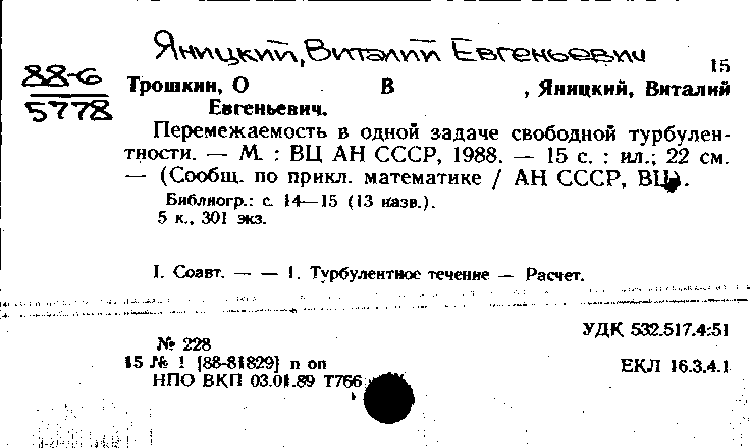 Яницкий, Виталий Евгеньевич
15
88-6
5778
Трошкин, О В , Яницкий, Виталий
Евгеньевич.
Перемежаемость в одной задаче свободной турбулен-
тности. — М. : ВЦ АН СССР, 1988. — 15 с. : ил.; 22 см.
— (Сообщ. по прикл. математике / АН СССР, ВЦ).
Библиогр.: с. 14—15 (13 назв.).
5 к., 301 экз.
I. Соавт. — — 1. Турбулентное течение — Расчет.
УДК 532.517.4:51
№ 228
15 № 1 [88-81829] п оп
ЕКЛ 16.3.4.1
НПО ВКП 03.01.89 Т766